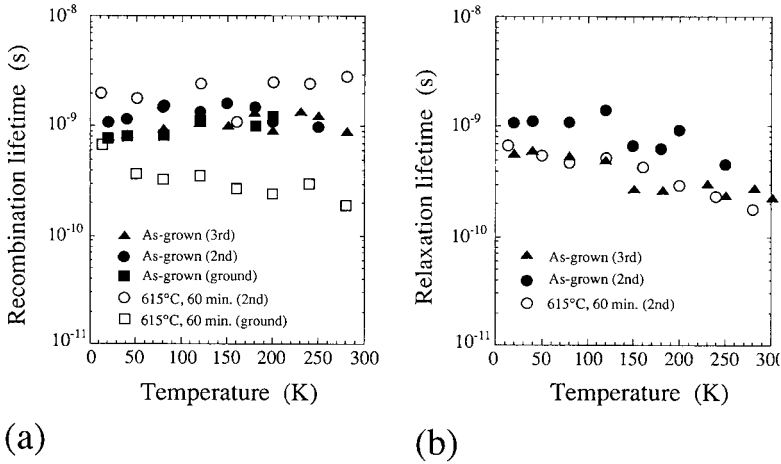 10⁻⁸
10⁻⁹
10⁻¹⁰
10⁻¹¹
Recombination lifetime (s)
As-grown (3rd)
As-grown (2nd)
As-grown (ground)
615°C, 60 min. (2nd)
615°C, 60 min. (ground)
0 50 100 150 200 250 300
Temperature (K)
(a)
10⁻⁸
10⁻⁹
10⁻¹⁰
10⁻¹¹
Relaxation lifetime (s)
As-grown (3rd)
As-grown (2nd)
615°C, 60 min. (2nd)
0 50 100 150 200 250 300
Temperature (K)
(b)